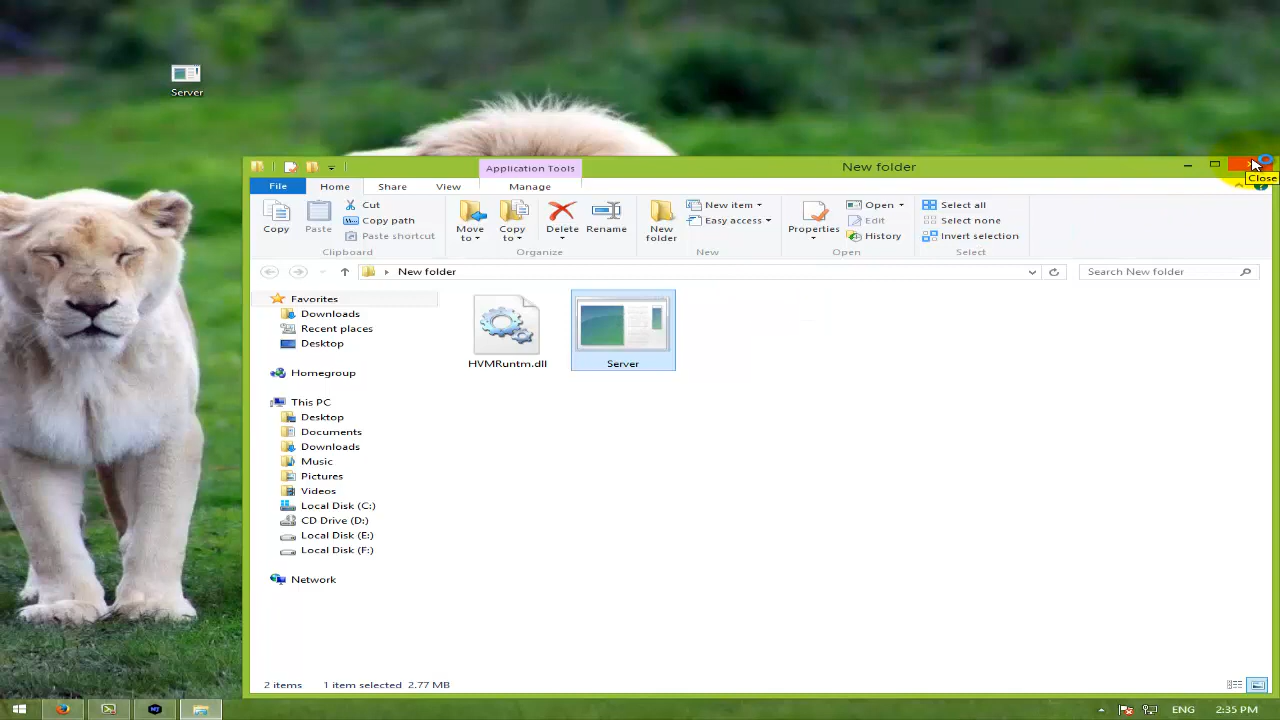 Server
Application Tools
New folder
Close
File
Home
Share
View
Manage
Copy
Paste
Cut
Copy path
Paste shortcut
Clipboard
Move to
Copy to
Delete
Rename
Organize
New folder
New item
Easy access
New
Properties
Open
Edit
History
Open
Select all
Select none
Invert selection
Select
New folder
Search New folder
Favorites
Downloads
Recent places
Desktop
Homegroup
This PC
Desktop
Documents
Downloads
Music
Pictures
Videos
Local Disk (C:)
CD Drive (D:)
Local Disk (E:)
Local Disk (F:)
Network
HVMRuntm.dll
Server
2 items 1 item selected 2.77 MB
ENG 2:35 PM